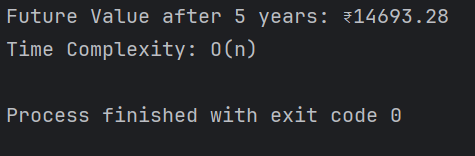 Future Value after 5 years: ₹14693.28
Time Complexity: O(n)
Process finished with exit code 0